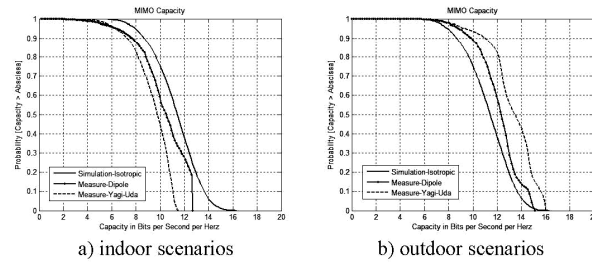 MIMO Capacity
Probability [Capacity > Abscissa]
1
0.9
0.8
0.7
0.6
0.5
0.4
0.3
0.2
0.1
0
Simulation-Isotropic
Measure-Dipole
Measure-Yagi-Uda
0 2 4 6 8 10 12 14 16 18 20
Capacity in Bits per Second per Herz
a) indoor scenarios
MIMO Capacity
Probability [Capacity > Abscissa]
1
0.9
0.8
0.7
0.6
0.5
0.4
0.3
0.2
0.1
0
Simulation-Isotropic
Measure-Dipole
Measure-Yagi-Uda
0 2 4 6 8 10 12 14 16 18
Capacity in Bits per Second per Herz
b) outdoor scenarios